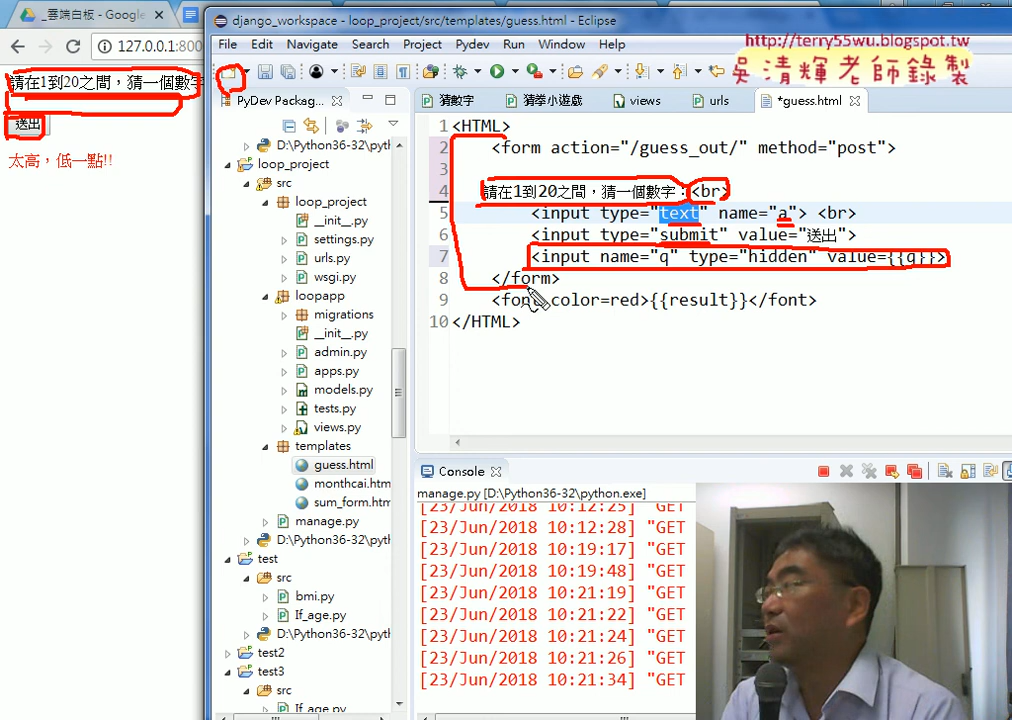 _雲端白板 - Google
127.0.0.1:800
請在1到20之間，猜一個數字
送出
太高，低一點!!
django_workspace - loop_project/src/templates/guess.html - Eclipse
File Edit Navigate Search Project Pydev Run Window Help
http://terry55wu.blogspot.tw
吳清輝老師錄製
PyDev Packag...
猜數字
猜拳小遊戲
views
urls
*guess.html
D:\Python36-32\pyth
loop_project
src
loop_project
__init__.py
settings.py
urls.py
wsgi.py
loopapp
migrations
__init__.py
admin.py
apps.py
models.py
tests.py
views.py
templates
guess.html
monthcai.htm
sum_form.htm
manage.py
D:\Python36-32\pyth
test
src
bmi.py
If_age.py
D:\Python36-32\pyth
test2
test3
src
If_age.py
1 <HTML>
2 <form action="/guess_out/" method="post">
3
4 請在1到20之間，猜一個數字：<br>
5 <input type="text" name="a"> <br>
6 <input type="submit" value="送出">
7 <input name="q" type="hidden" value={{q}}>
8 </form>
9 <font color=red>{{result}}</font>
10 </HTML>
Console
manage.py [D:\Python36-32\python.exe]
[23/Jun/2018 10:12:25] "GET
[23/Jun/2018 10:12:28] "GET
[23/Jun/2018 10:19:17] "GET
[23/Jun/2018 10:19:48] "GET
[23/Jun/2018 10:21:19] "GET
[23/Jun/2018 10:21:22] "GET
[23/Jun/2018 10:21:24] "GET
[23/Jun/2018 10:21:26] "GET
[23/Jun/2018 10:21:34] "GET